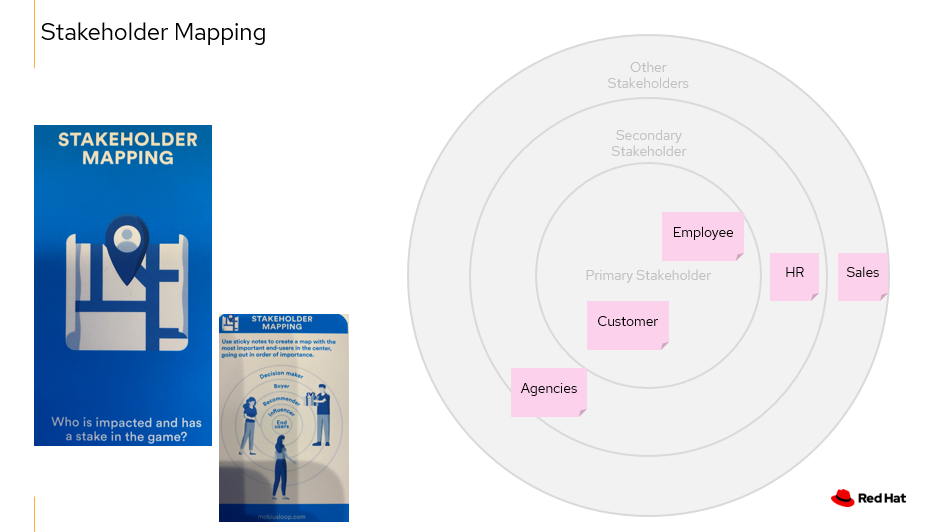 Stakeholder Mapping
STAKEHOLDER
MAPPING
Who is impacted and has
a stake in the game?
STAKEHOLDER
MAPPING
Use sticky notes to create a map with the
most important end-users in the center,
going out in order of importance.
Decision maker
Buyer
Recommender
Influencer
End
users
mobiusloop.com
Other
Stakeholders
Secondary
Stakeholder
Employee
Primary Stakeholder
HR
Sales
Customer
Agencies
Red Hat